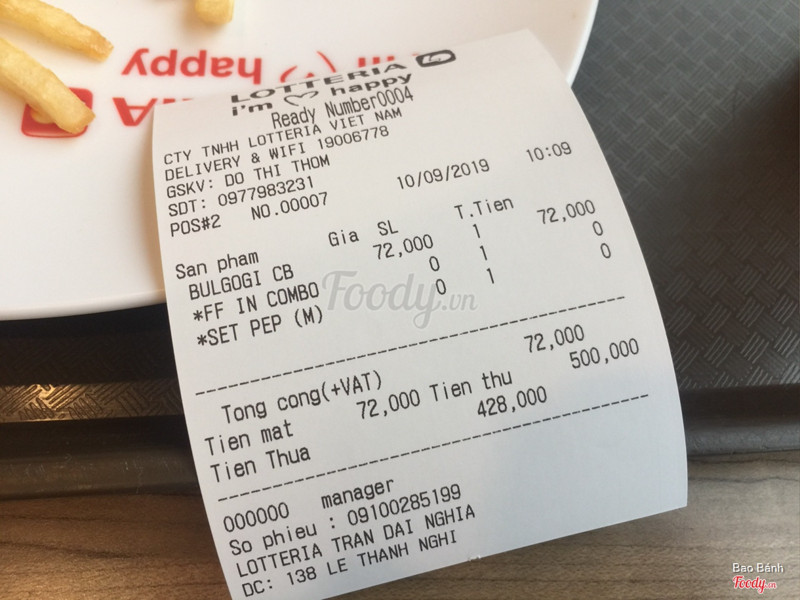 happy
LOTTERIA
i'm happy
Ready Number0004
CTY TNHH LOTTERIA VIET NAM
DELIVERY & WIFI 19006778
GSKV: DO THI THOM
SDT: 0977983231 10/09/2019 10:09
POS#2 NO.00007
San pham Gia SL T.Tien
BULGOGI CB 72,000 1 72,000
*FF IN COMBO 0 1 0
*SET PEP (M) 0 1 0
Foody.vn
Tong cong(+VAT) 72,000
Tien mat 72,000 Tien thu 500,000
Tien Thua 428,000
000000 manager
So phieu : 09100285199
LOTTERIA TRAN DAI NGHIA
DC: 138 LE THANH NGHI
Bao Bánh
Foody.vn